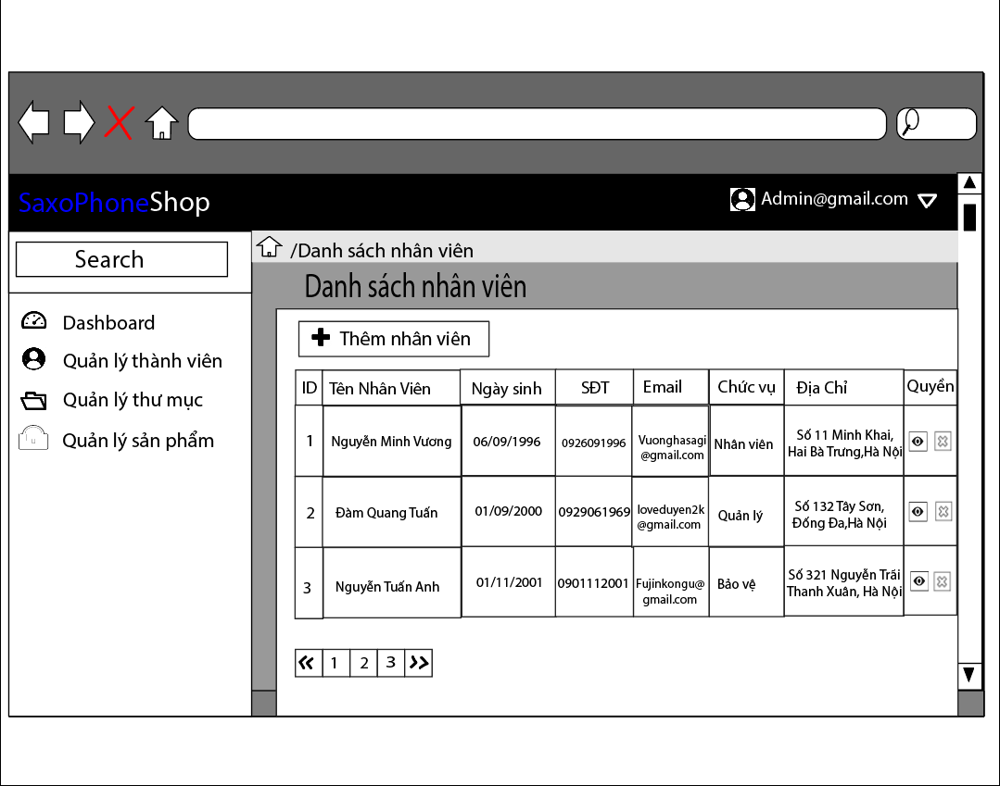 SaxoPhoneShop
Admin@gmail.com
Search
/Danh sách nhân viên
Danh sách nhân viên
Dashboard
Quản lý thành viên
Quản lý thư mục
Quản lý sản phẩm
Thêm nhân viên
ID Tên Nhân Viên Ngày sinh SĐT Email Chức vụ Địa Chỉ Quyền
1 Nguyễn Minh Vương 06/09/1996 0926091996 Vuonghasagi
@gmail.com Nhân viên Số 11 Minh Khai,
Hai Bà Trưng,Hà Nội
2 Đàm Quang Tuấn 01/09/2000 0929061969 loveduyen2k
@gmail.com Quản lý Số 132 Tây Sơn,
Đống Đa,Hà Nội
3 Nguyễn Tuấn Anh 01/11/2001 0901112001 Fujinkongu@
gmail.com Bảo vệ Số 321 Nguyễn Trãi
Thanh Xuân, Hà Nội
« 1 2 3 »